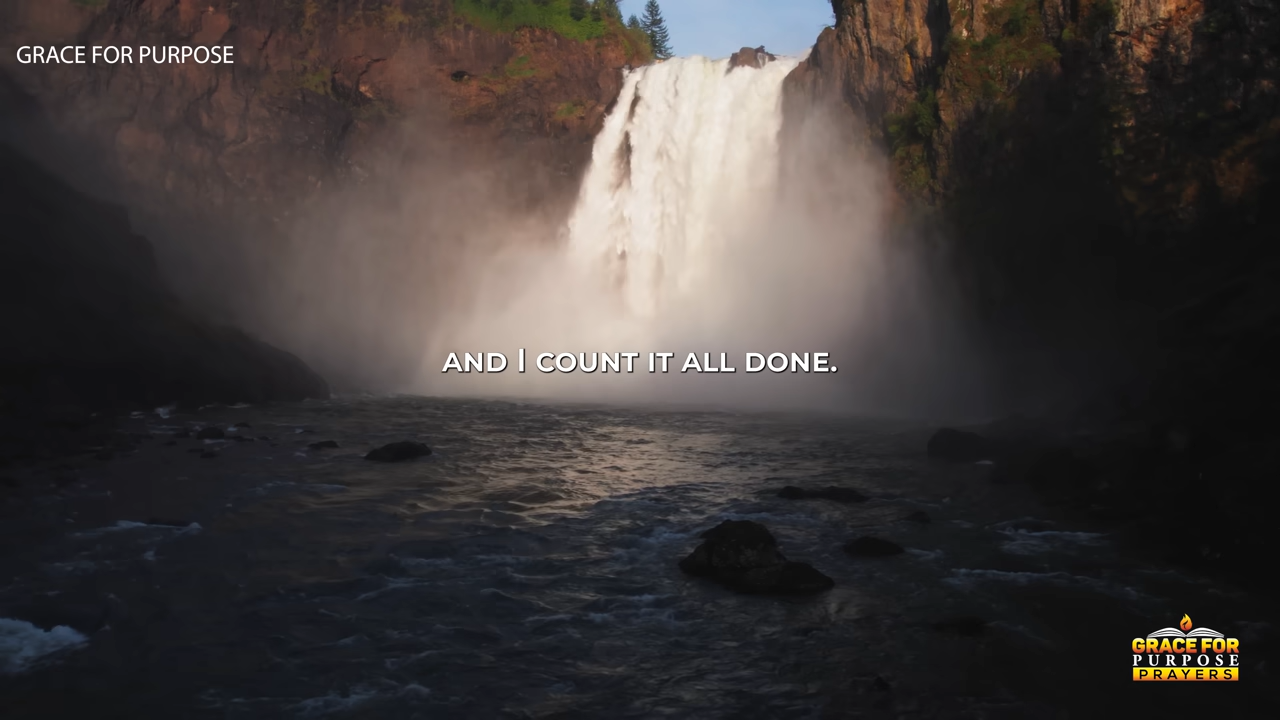 GRACE FOR PURPOSE
AND I COUNT IT ALL DONE.
GRACE FOR
PURPOSE
PRAYERS